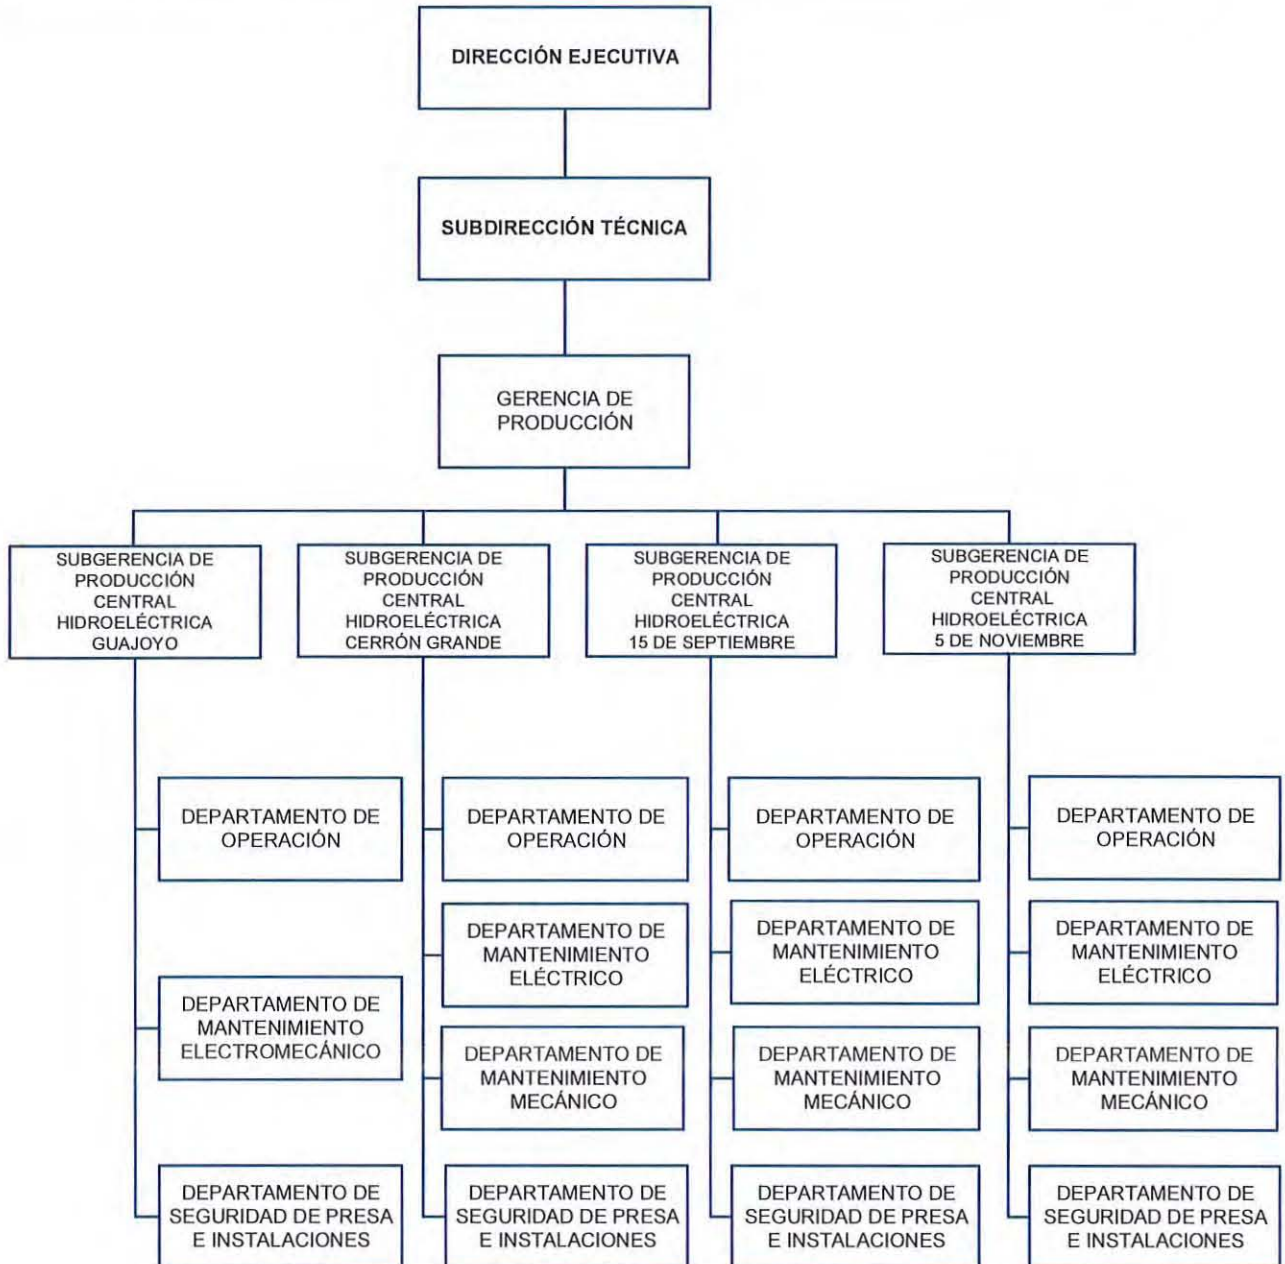 DIRECCIÓN EJECUTIVA
SUBDIRECCIÓN TÉCNICA
GERENCIA DE
PRODUCCIÓN
SUBGERENCIA DE
PRODUCCIÓN
CENTRAL
HIDROELÉCTRICA
GUAJOYO
SUBGERENCIA DE
PRODUCCIÓN
CENTRAL
HIDROELÉCTRICA
CERRÓN GRANDE
SUBGERENCIA DE
PRODUCCIÓN
CENTRAL
HIDROELÉCTRICA
15 DE SEPTIEMBRE
SUBGERENCIA DE
PRODUCCIÓN
CENTRAL
HIDROELÉCTRICA
5 DE NOVIEMBRE
DEPARTAMENTO DE
OPERACIÓN
DEPARTAMENTO DE
MANTENIMIENTO
ELECTROMECÁNICO
DEPARTAMENTO DE
SEGURIDAD DE PRESA
E INSTALACIONES
DEPARTAMENTO DE
OPERACIÓN
DEPARTAMENTO DE
MANTENIMIENTO
ELÉCTRICO
DEPARTAMENTO DE
MANTENIMIENTO
MECÁNICO
DEPARTAMENTO DE
SEGURIDAD DE PRESA
E INSTALACIONES
DEPARTAMENTO DE
OPERACIÓN
DEPARTAMENTO DE
MANTENIMIENTO
ELÉCTRICO
DEPARTAMENTO DE
MANTENIMIENTO
MECÁNICO
DEPARTAMENTO DE
SEGURIDAD DE PRESA
E INSTALACIONES
DEPARTAMENTO DE
OPERACIÓN
DEPARTAMENTO DE
MANTENIMIENTO
ELÉCTRICO
DEPARTAMENTO DE
MANTENIMIENTO
MECÁNICO
DEPARTAMENTO DE
SEGURIDAD DE PRESA
E INSTALACIONES